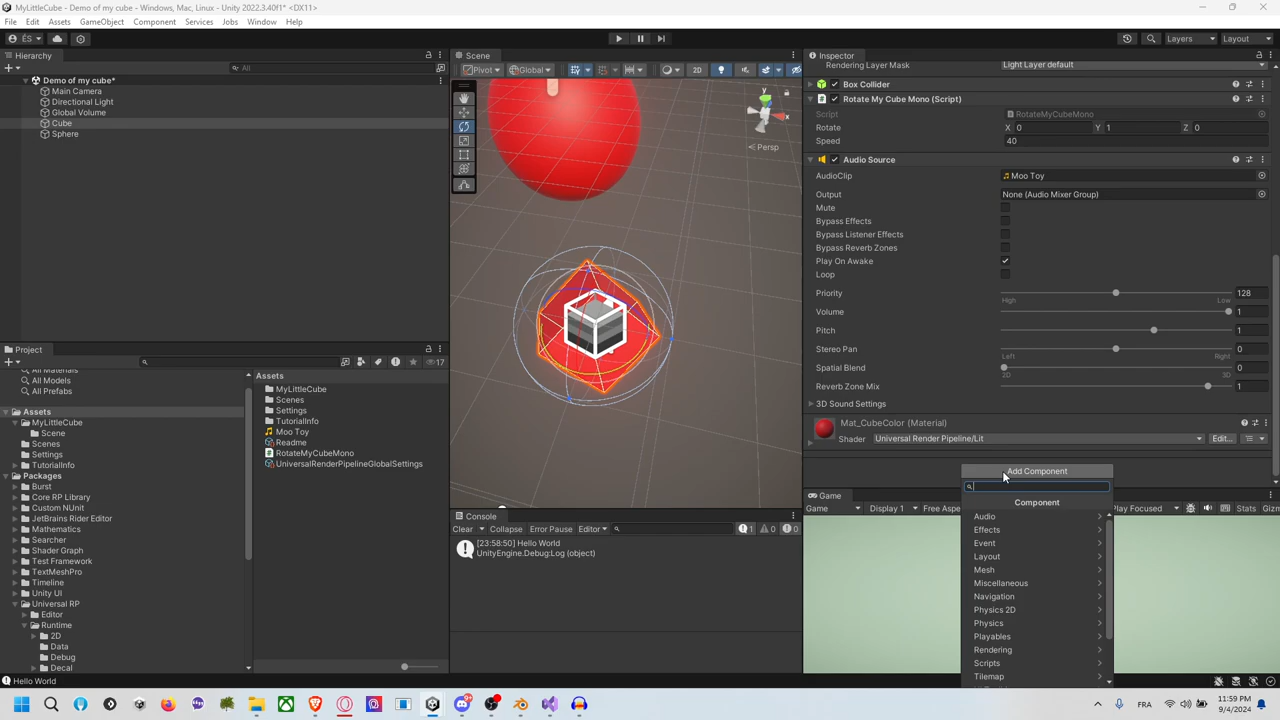 MyLittleCube - Demo of my cube - Windows, Mac, Linux - Unity 2022.3.40f1* <DX11>
File Edit Assets GameObject Component Services Jobs Window Help
ÉS Layers Layout
Hierarchy
All
Demo of my cube*
Main Camera
Directional Light
Global Volume
Cube
Sphere
Scene
Pivot Global 2D
y
x
Persp
Inspector
Rendering Layer Mask Light Layer default
Box Collider
Rotate My Cube Mono (Script)
Script RotateMyCubeMono
Rotate X 0 Y 1 Z 0
Speed 40
Audio Source
AudioClip Moo Toy
Output None (Audio Mixer Group)
Mute
Bypass Effects
Bypass Listener Effects
Bypass Reverb Zones
Play On Awake
Loop
Priority 128
High Low
Volume 1
Pitch 1
Stereo Pan 0
Left Right
Spatial Blend 0
2D 3D
Reverb Zone Mix 1
3D Sound Settings
Mat_CubeColor (Material)
Shader Universal Render Pipeline/Lit Edit...
Add Component
Component
Audio
Effects
Event
Layout
Mesh
Miscellaneous
Navigation
Physics 2D
Physics
Playables
Rendering
Scripts
Tilemap
Game
Game Display 1 Free Aspe Play Focused Stats Gizm
Project
17
All Materials
All Models
All Prefabs
Assets
MyLittleCube
Scene
Scenes
Settings
TutorialInfo
Packages
Burst
Core RP Library
Custom NUnit
JetBrains Rider Editor
Mathematics
Searcher
Shader Graph
Test Framework
TextMeshPro
Timeline
Unity UI
Universal RP
Editor
Runtime
2D
Data
Debug
Decal
Assets
MyLittleCube
Scenes
Settings
TutorialInfo
Moo Toy
Readme
RotateMyCubeMono
UniversalRenderPipelineGlobalSettings
Console
Clear Collapse Error Pause Editor 1 0 0
[23:58:50] Hello World
UnityEngine.Debug:Log (object)
Hello World
FRA
11:59 PM
9/4/2024